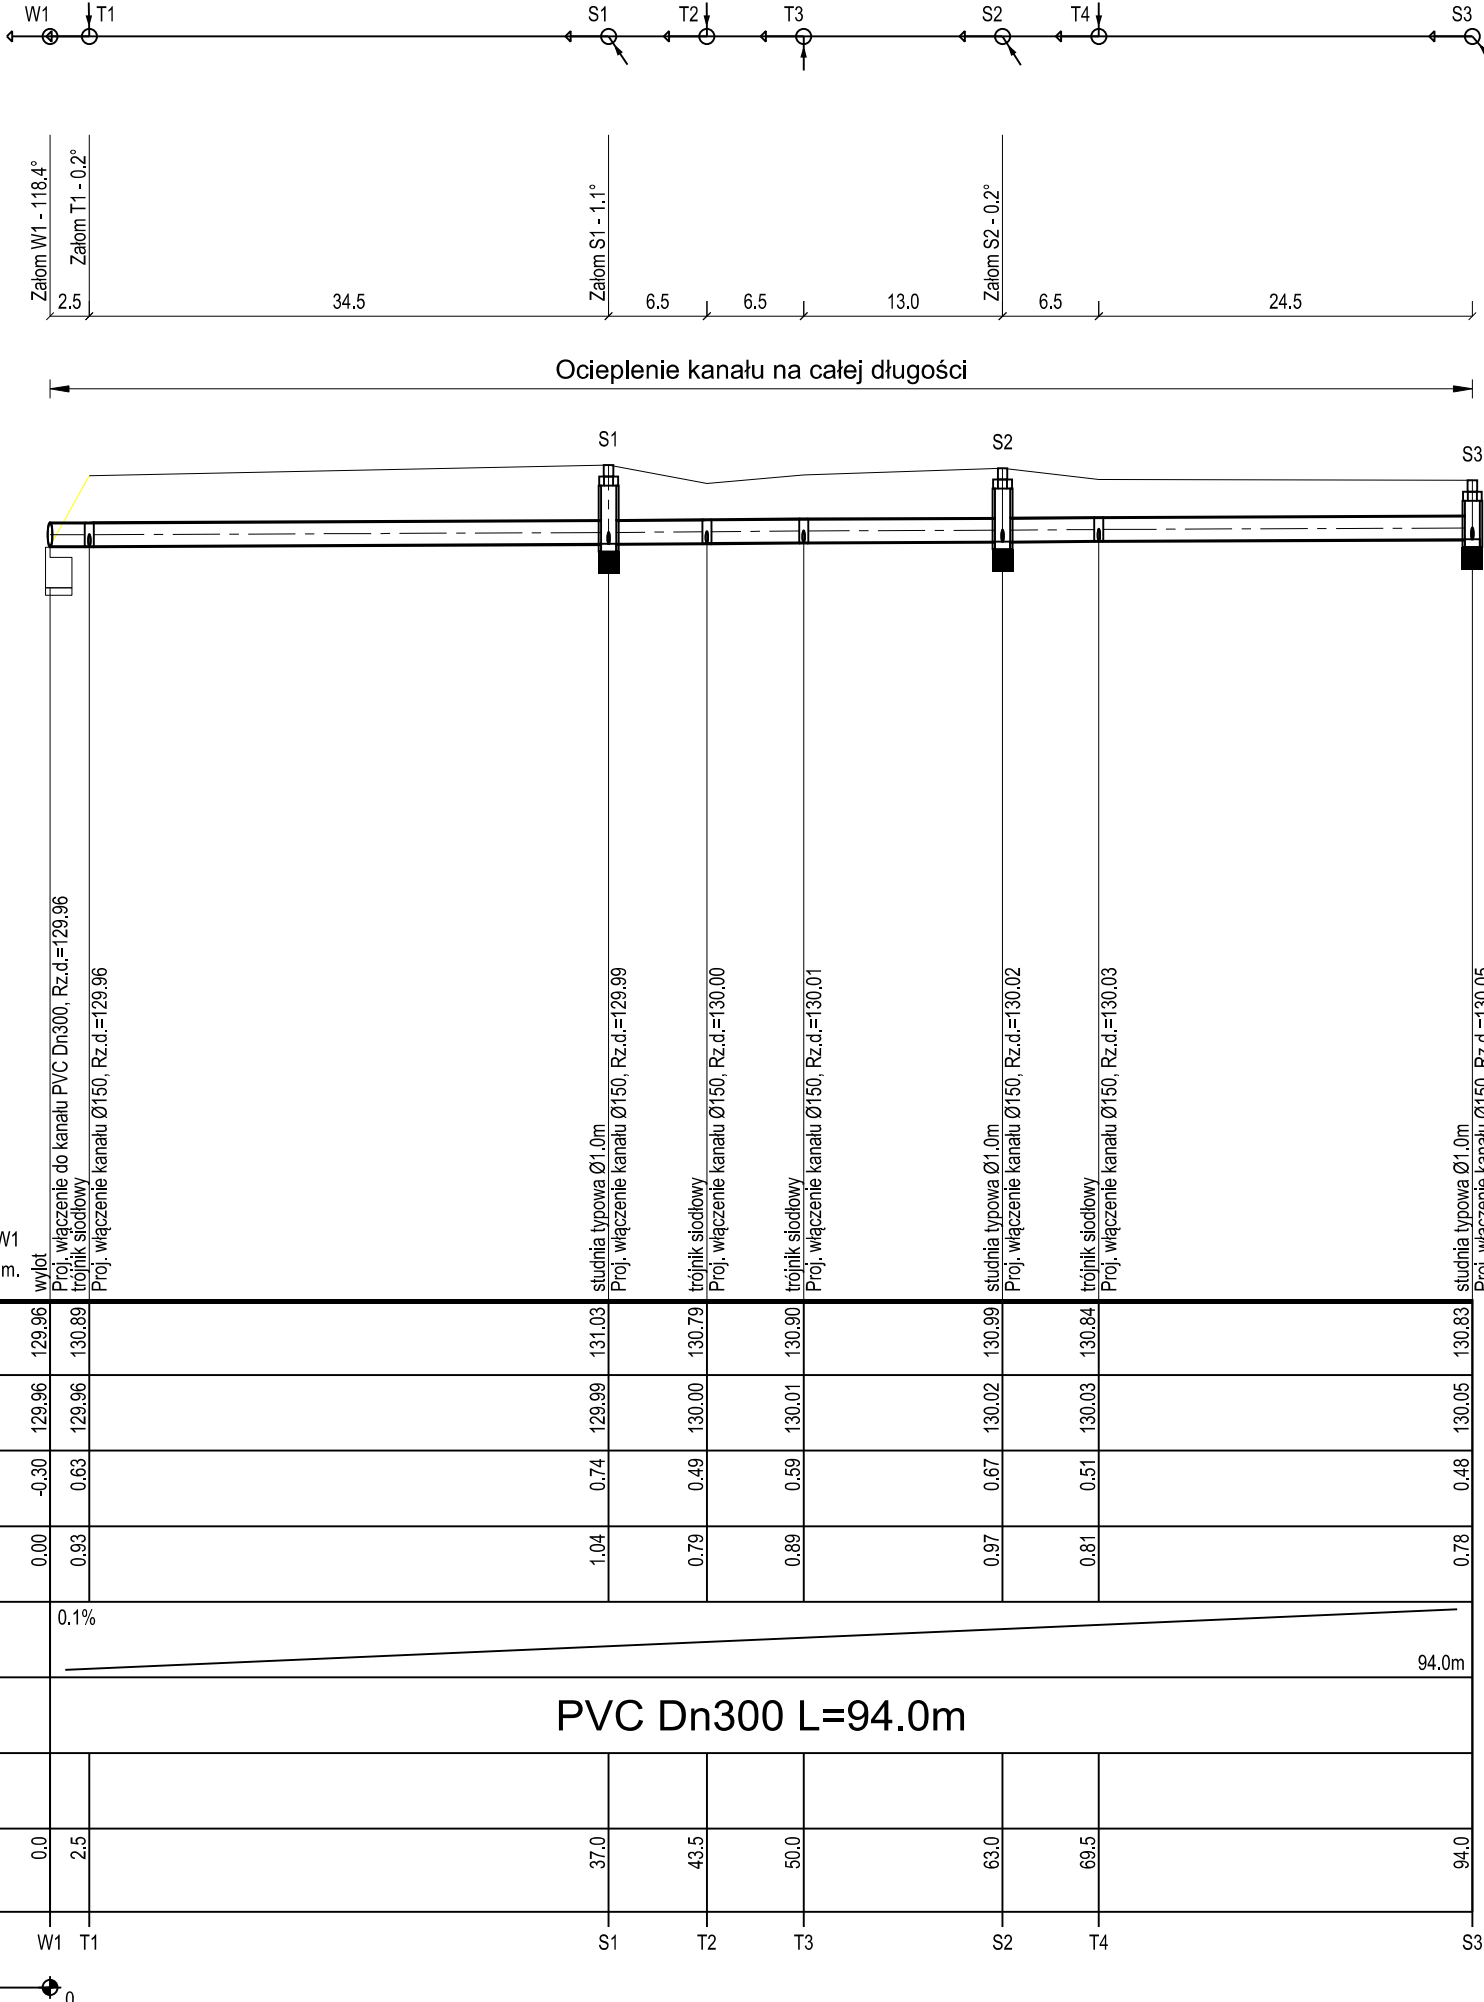 W1 T1 S1 T2 T3 S2 T4 S3
Załom W1 - 118.4°
Załom T1 - 0.2°
Załom S1 - 1.1°
Załom S2 - 0.2°
2.5 34.5 6.5 6.5 13.0 6.5 24.5
Ocieplenie kanału na całej długości
S1 S2 S3
wylot
Proj. włączenie do kanału PVC Dn300, Rz.d.=129.96
trójnik siodłowy
Proj. włączenie kanału Ø150, Rz.d.=129.96
studnia typowa Ø1.0m
Proj. włączenie kanału Ø150, Rz.d.=129.99
trójnik siodłowy
Proj. włączenie kanału Ø150, Rz.d.=130.00
trójnik siodłowy
Proj. włączenie kanału Ø150, Rz.d.=130.01
studnia typowa Ø1.0m
Proj. włączenie kanału Ø150, Rz.d.=130.02
trójnik siodłowy
Proj. włączenie kanału Ø150, Rz.d.=130.03
studnia typowa Ø1.0m
Proj. włączenie kanału Ø150, Rz.d.=130.05
W1
m.
129.96 130.89 131.03 130.79 130.90 130.99 130.84 130.83
129.96 129.96 129.99 130.00 130.01 130.02 130.03 130.05
-0.30 0.63 0.74 0.49 0.59 0.67 0.51 0.48
0.00 0.93 1.04 0.79 0.89 0.97 0.81 0.78
0.1%
94.0m
PVC Dn300 L=94.0m
0.0 2.5 37.0 43.5 50.0 63.0 69.5 94.0
W1 T1 S1 T2 T3 S2 T4 S3
0